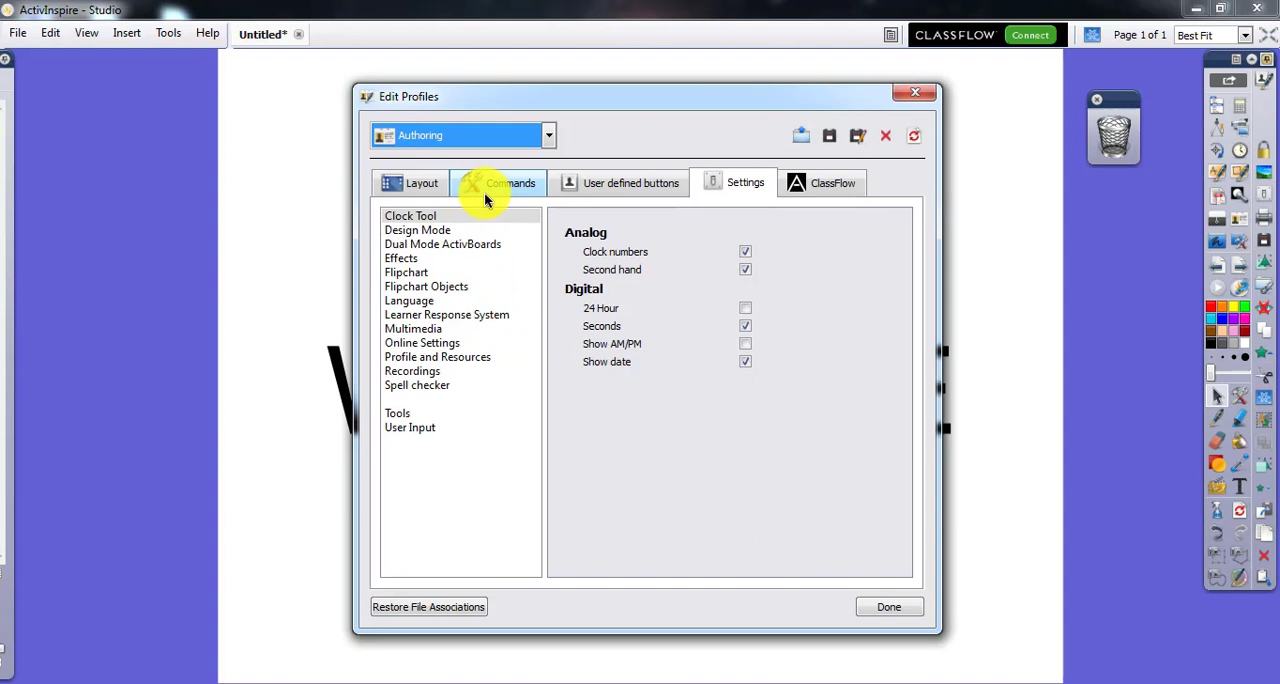 ActivInspire - Studio
File Edit View Insert Tools Help Untitled* CLASSFLOW Connect Page 1 of 1 Best Fit
Edit Profiles
Authoring
Layout Commands User defined buttons Settings ClassFlow
Clock Tool
Design Mode
Dual Mode ActivBoards
Effects
Flipchart
Flipchart Objects
Language
Learner Response System
Multimedia
Online Settings
Profile and Resources
Recordings
Spell checker
Tools
User Input
Analog
Clock numbers
Second hand
Digital
24 Hour
Seconds
Show AM/PM
Show date
Restore File Associations Done